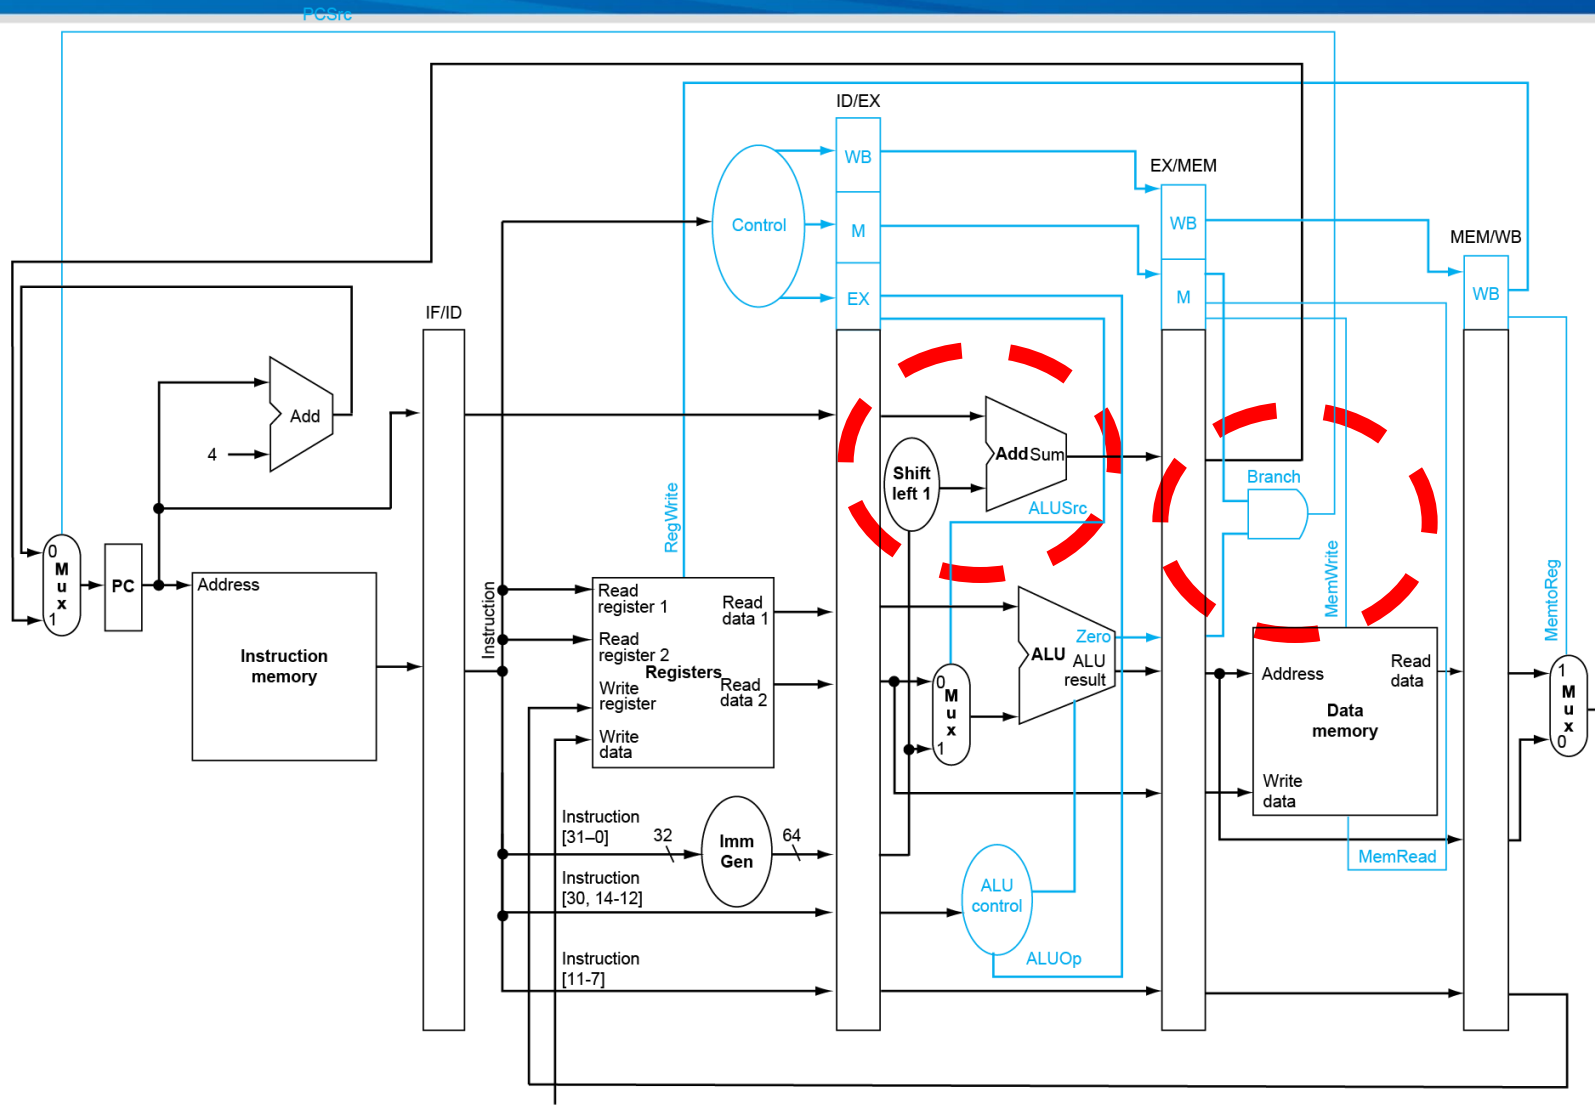 PCSrc
ID/EX
WB
EX/MEM
Control
M
WB
MEM/WB
EX
M
WB
IF/ID
Add
4
Add Sum
Shift
left 1
Branch
ALUSrc
RegWrite
MemWrite
MemtoReg
0
M
u
x
1
PC
Address
Instruction
memory
Instruction
Read
register 1
Read
register 2
Write
register
Write
data
Registers
Read
data 1
Read
data 2
Zero
ALU
ALU
result
0
M
u
x
1
Address
Read
data
Data
memory
Write
data
1
M
u
x
0
MemRead
Instruction
[31–0]
32
Imm
Gen
64
Instruction
[30, 14-12]
ALU
control
Instruction
[11-7]
ALUOp